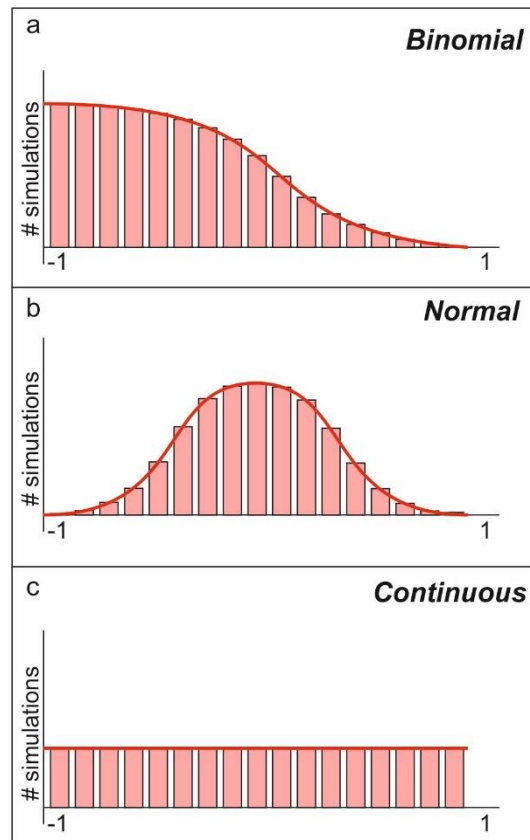 a
Binomial
# simulations
-1
1
b
Normal
# simulations
-1
1
c
Continuous
# simulations
-1
1